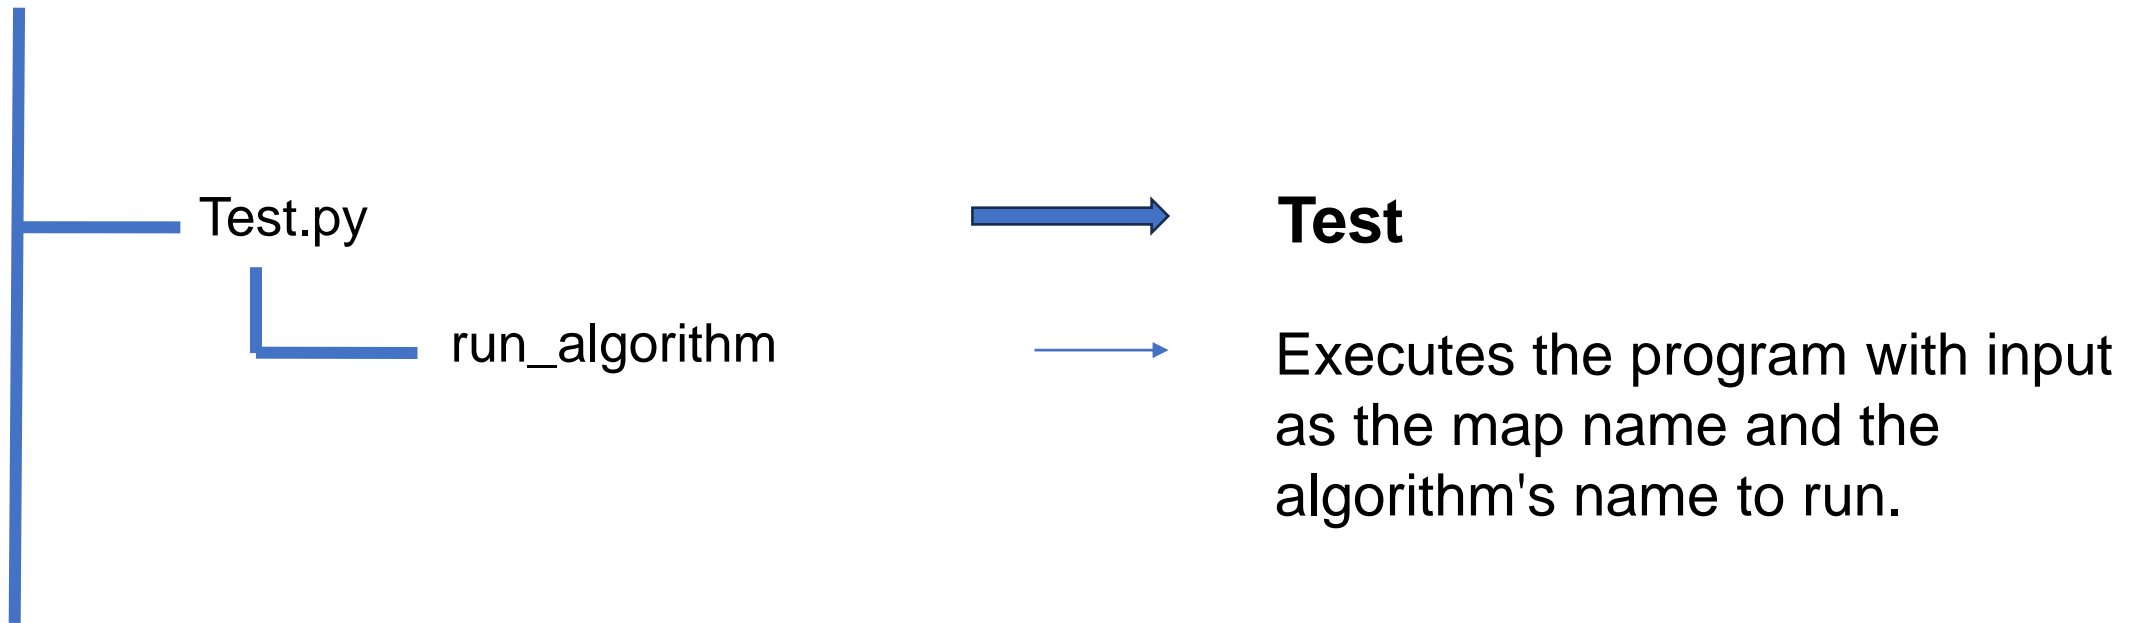 Test.py
Test
run_algorithm
Executes the program with input
as the map name and the
algorithm's name to run.